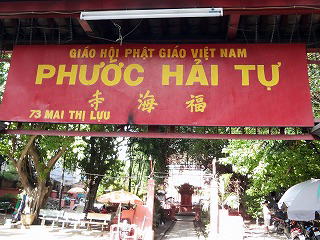 GIÁO HỘI PHẬT GIÁO VIỆT NAM
PHƯỚC HẢI TỰ
寺海福
73 MAI THỊ LỰU